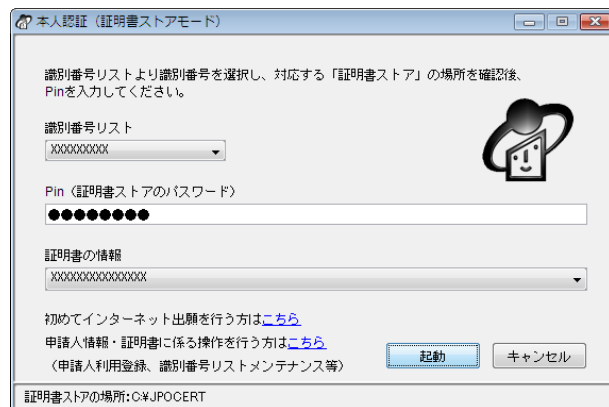 本人認証（証明書ストアモード）
識別番号リストより識別番号を選択し、対応する「証明書ストア」の場所を確認後、
Pinを入力してください。
識別番号リスト
XXXXXXXXX
Pin（証明書ストアのパスワード）
●●●●●●●●
証明書の情報
XXXXXXXXXXXXXXX
初めてインターネット出願を行う方はこちら
申請人情報・証明書に係る操作を行う方はこちら
（申請人利用登録、識別番号リストメンテナンス等）
起動
キャンセル
証明書ストアの場所:C:¥JPOCERT